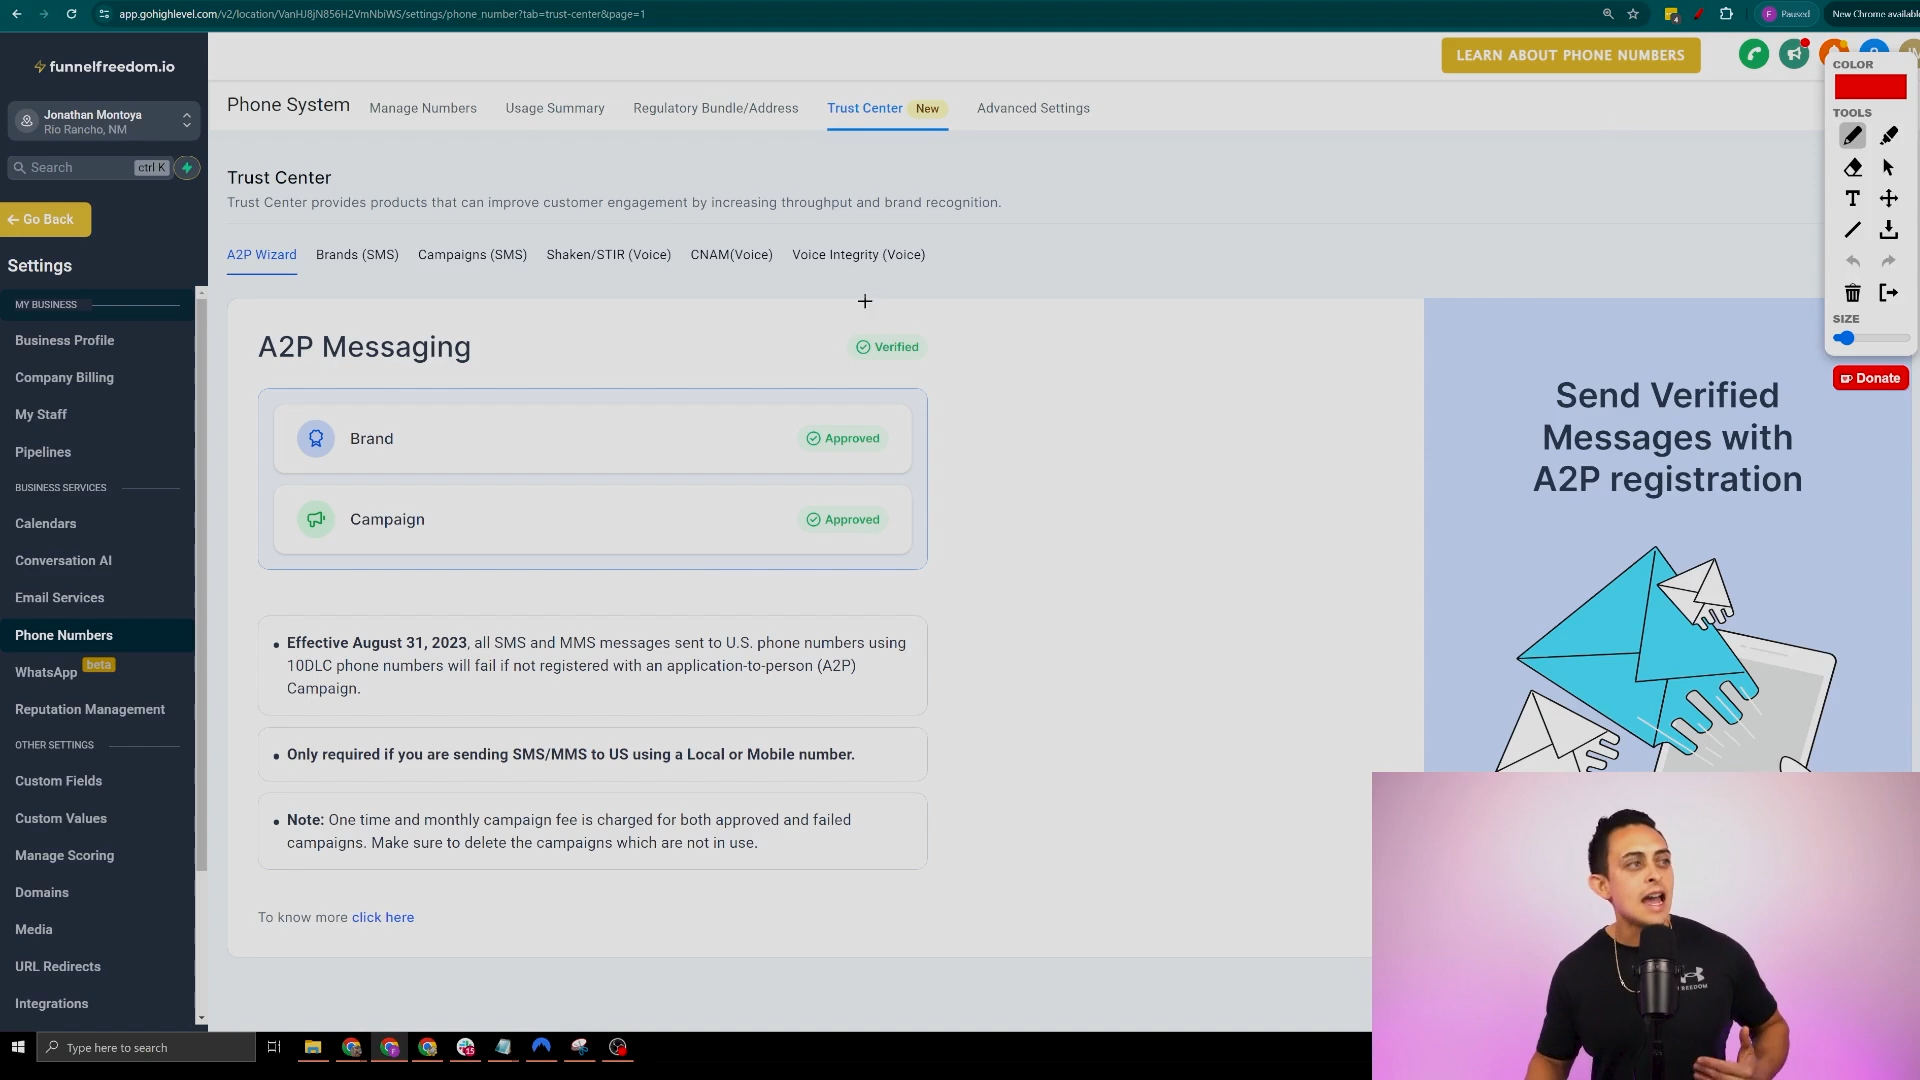 app.gohighlevel.com/v2/location/VanHJ8jN856H2VmNbiWS/settings/phone_number?tab=trust-center&page=1
4
F Paused
New Chrome available
funnelfreedom.io
LEARN ABOUT PHONE NUMBERS
COLOR
TOOLS
SIZE
Donate
Jonathan Montoya
Rio Rancho, NM
Search
ctrl K
Go Back
Settings
MY BUSINESS
Business Profile
Company Billing
My Staff
Pipelines
BUSINESS SERVICES
Calendars
Conversation AI
Email Services
Phone Numbers
WhatsApp beta
Reputation Management
OTHER SETTINGS
Custom Fields
Custom Values
Manage Scoring
Domains
Media
URL Redirects
Integrations
Phone System
Manage Numbers
Usage Summary
Regulatory Bundle/Address
Trust Center New
Advanced Settings
Trust Center
Trust Center provides products that can improve customer engagement by increasing throughput and brand recognition.
A2P Wizard
Brands (SMS)
Campaigns (SMS)
Shaken/STIR (Voice)
CNAM(Voice)
Voice Integrity (Voice)
A2P Messaging
Verified
Brand
Approved
Campaign
Approved
• Effective August 31, 2023, all SMS and MMS messages sent to U.S. phone numbers using
10DLC phone numbers will fail if not registered with an application-to-person (A2P)
Campaign.
• Only required if you are sending SMS/MMS to US using a Local or Mobile number.
• Note: One time and monthly campaign fee is charged for both approved and failed
campaigns. Make sure to delete the campaigns which are not in use.
To know more click here
Send Verified
Messages with
A2P registration
Type here to search
15